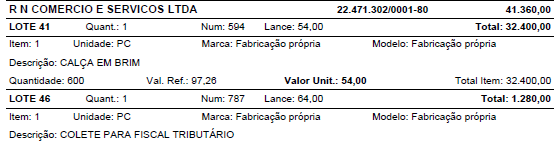 R N COMERCIO E SERVICOS LTDA 22.471.302/0001-80 41.360,00
LOTE 41 Quant.: 1 Num: 594 Lance: 54,00 Total: 32.400,00
Item: 1 Unidade: PC Marca: Fabricação própria Modelo: Fabricação própria
Descrição: CALÇA EM BRIM
Quantidade: 600 Val. Ref.: 97,26 Valor Unit.: 54,00 Total Item: 32.400,00
LOTE 46 Quant.: 1 Num: 787 Lance: 64,00 Total: 1.280,00
Item: 1 Unidade: PC Marca: Fabricação própria Modelo: Fabricação própria
Descrição: COLETE PARA FISCAL TRIBUTÁRIO